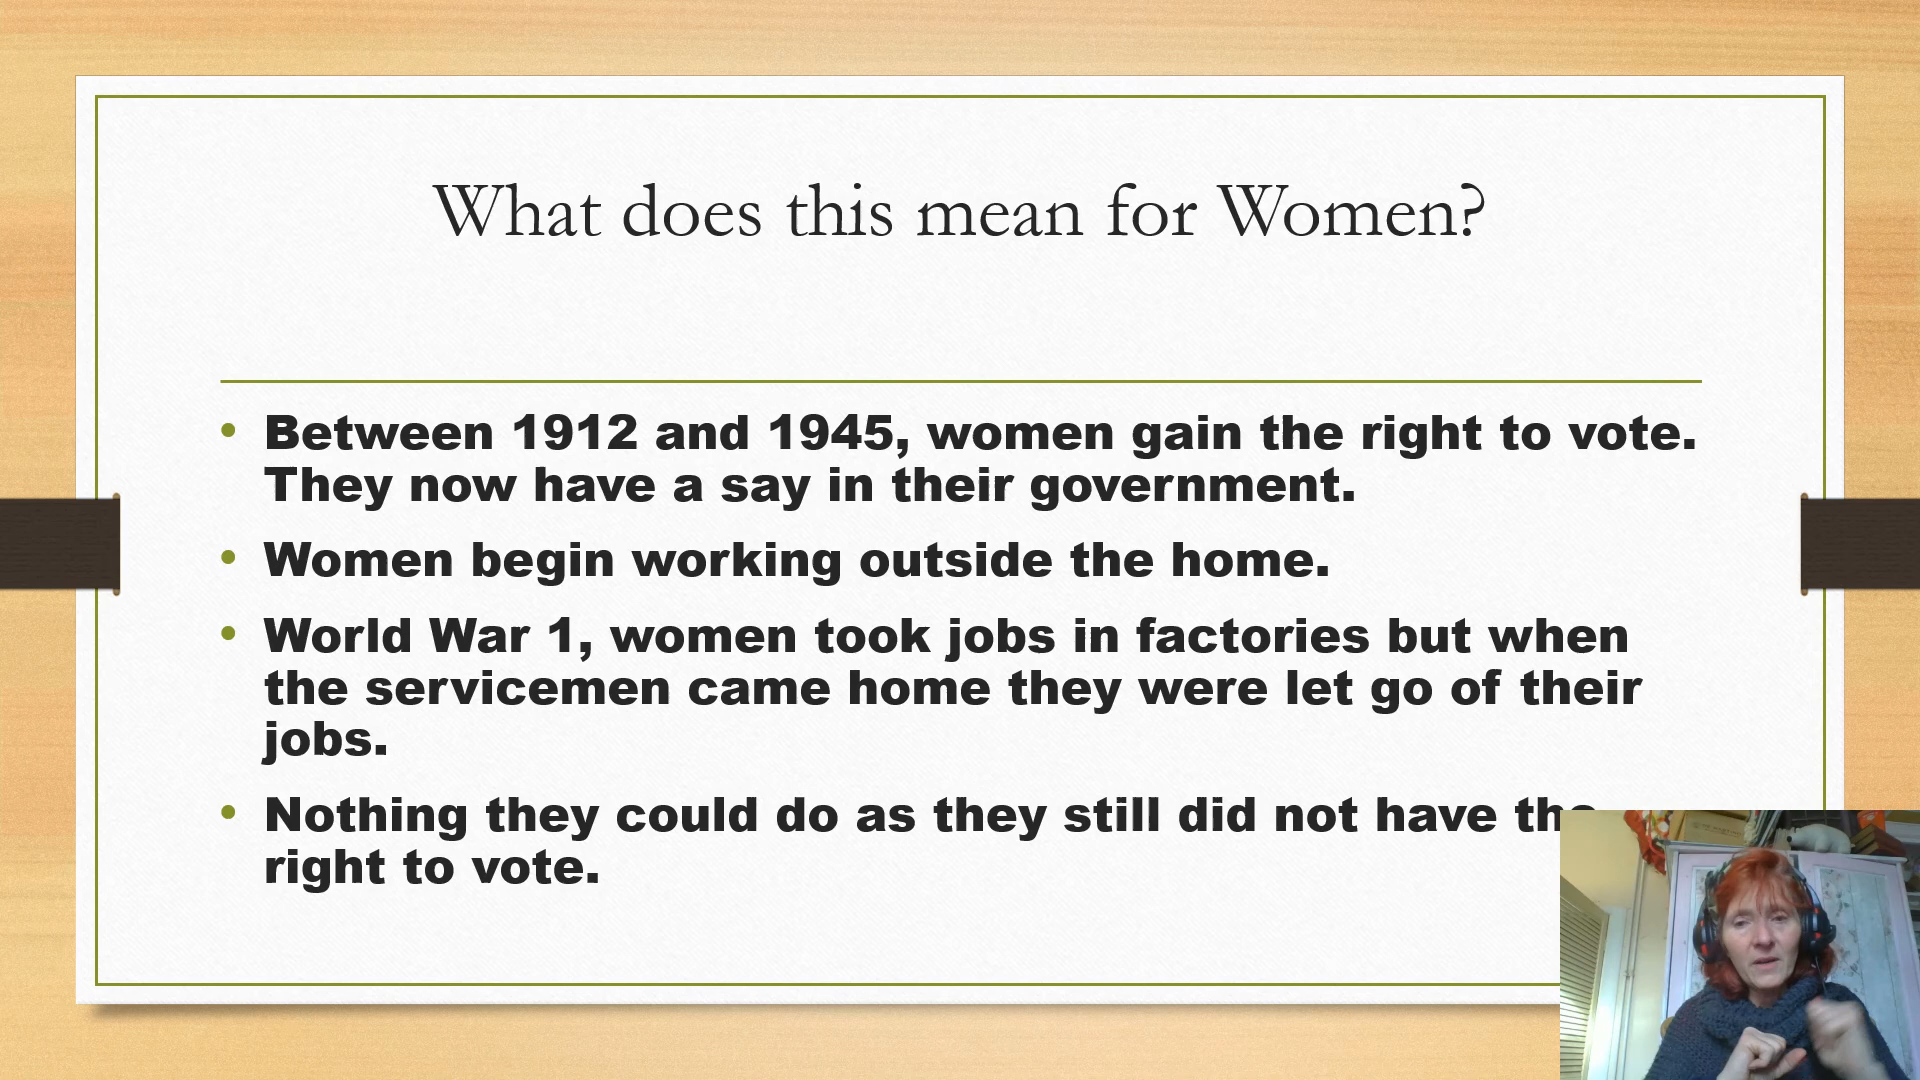 What does this mean for Women?
• Between 1912 and 1945, women gain the right to vote.
They now have a say in their government.
• Women begin working outside the home.
• World War 1, women took jobs in factories but when
the servicemen came home they were let go of their
jobs.
• Nothing they could do as they still did not have the
right to vote.